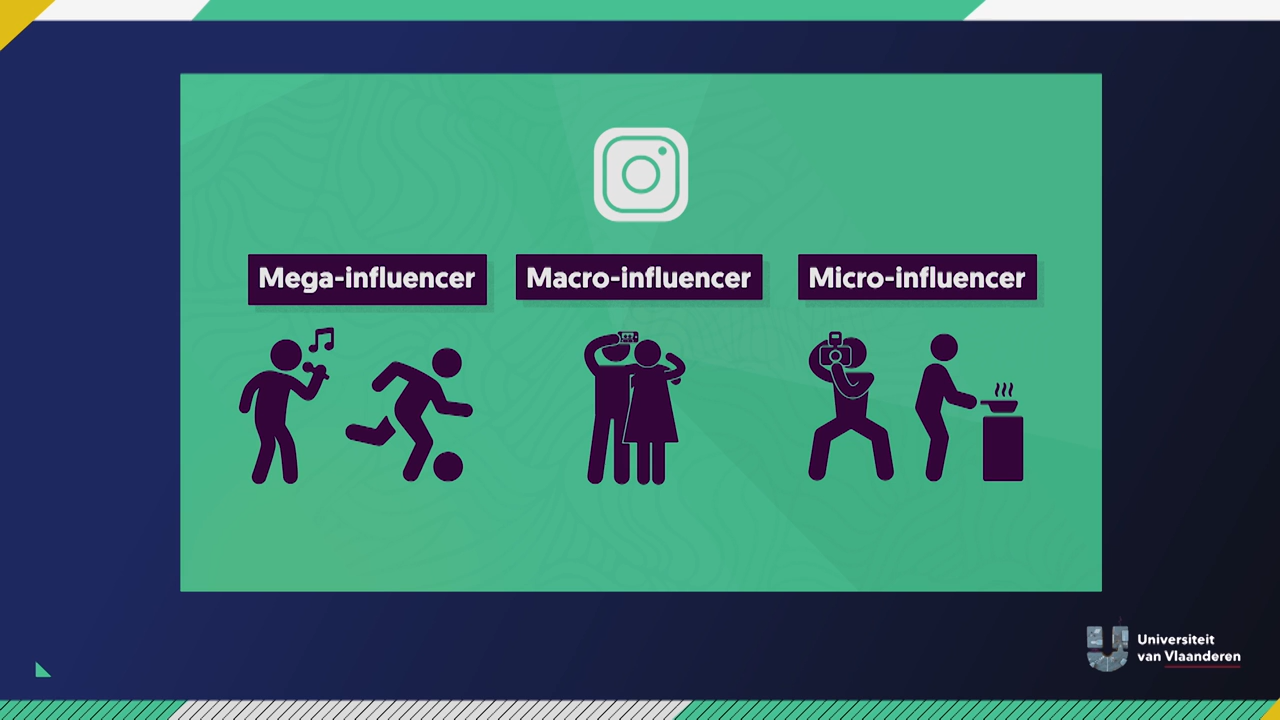 Mega-influencer
Macro-influencer
Micro-influencer
Universiteit
van Vlaanderen